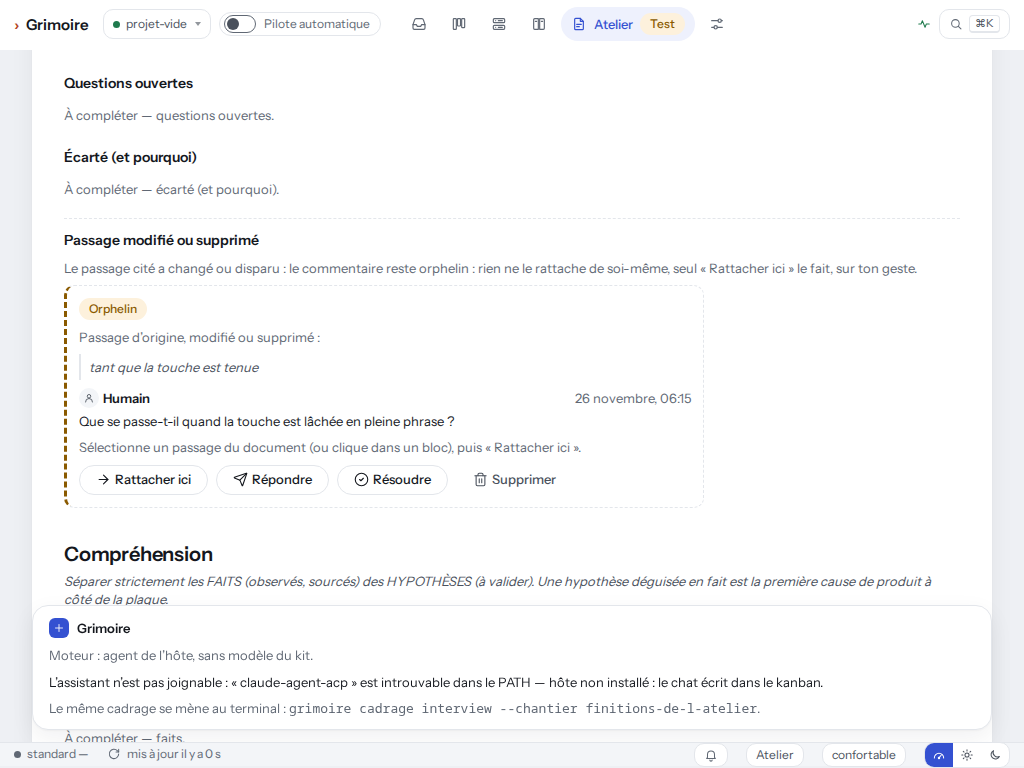 Grimoire
projet-vide
Pilote automatique
Atelier
Test
⌘K
Questions ouvertes
À compléter — questions ouvertes.
Écarté (et pourquoi)
À compléter — écarté (et pourquoi).
Passage modifié ou supprimé
Le passage cité a changé ou disparu : le commentaire reste orphelin : rien ne le rattache de soi-même, seul « Rattacher ici » le fait, sur ton geste.
Orphelin
Passage d'origine, modifié ou supprimé :
tant que la touche est tenue
Humain
26 novembre, 06:15
Que se passe-t-il quand la touche est lâchée en pleine phrase ?
Sélectionne un passage du document (ou clique dans un bloc), puis « Rattacher ici ».
Rattacher ici
Répondre
Résoudre
Supprimer
Compréhension
Séparer strictement les FAITS (observés, sourcés) des HYPOTHÈSES (à valider). Une hypothèse déguisée en fait est la première cause de produit à
côté de la plaque.
Grimoire
Moteur : agent de l'hôte, sans modèle du kit.
L'assistant n'est pas joignable : « claude-agent-acp » est introuvable dans le PATH — hôte non installé : le chat écrit dans le kanban.
Le même cadrage se mène au terminal : grimoire cadrage interview --chantier finitions-de-l-atelier.
À compléter — faits.
standard —
mis à jour il y a 0 s
Atelier
confortable